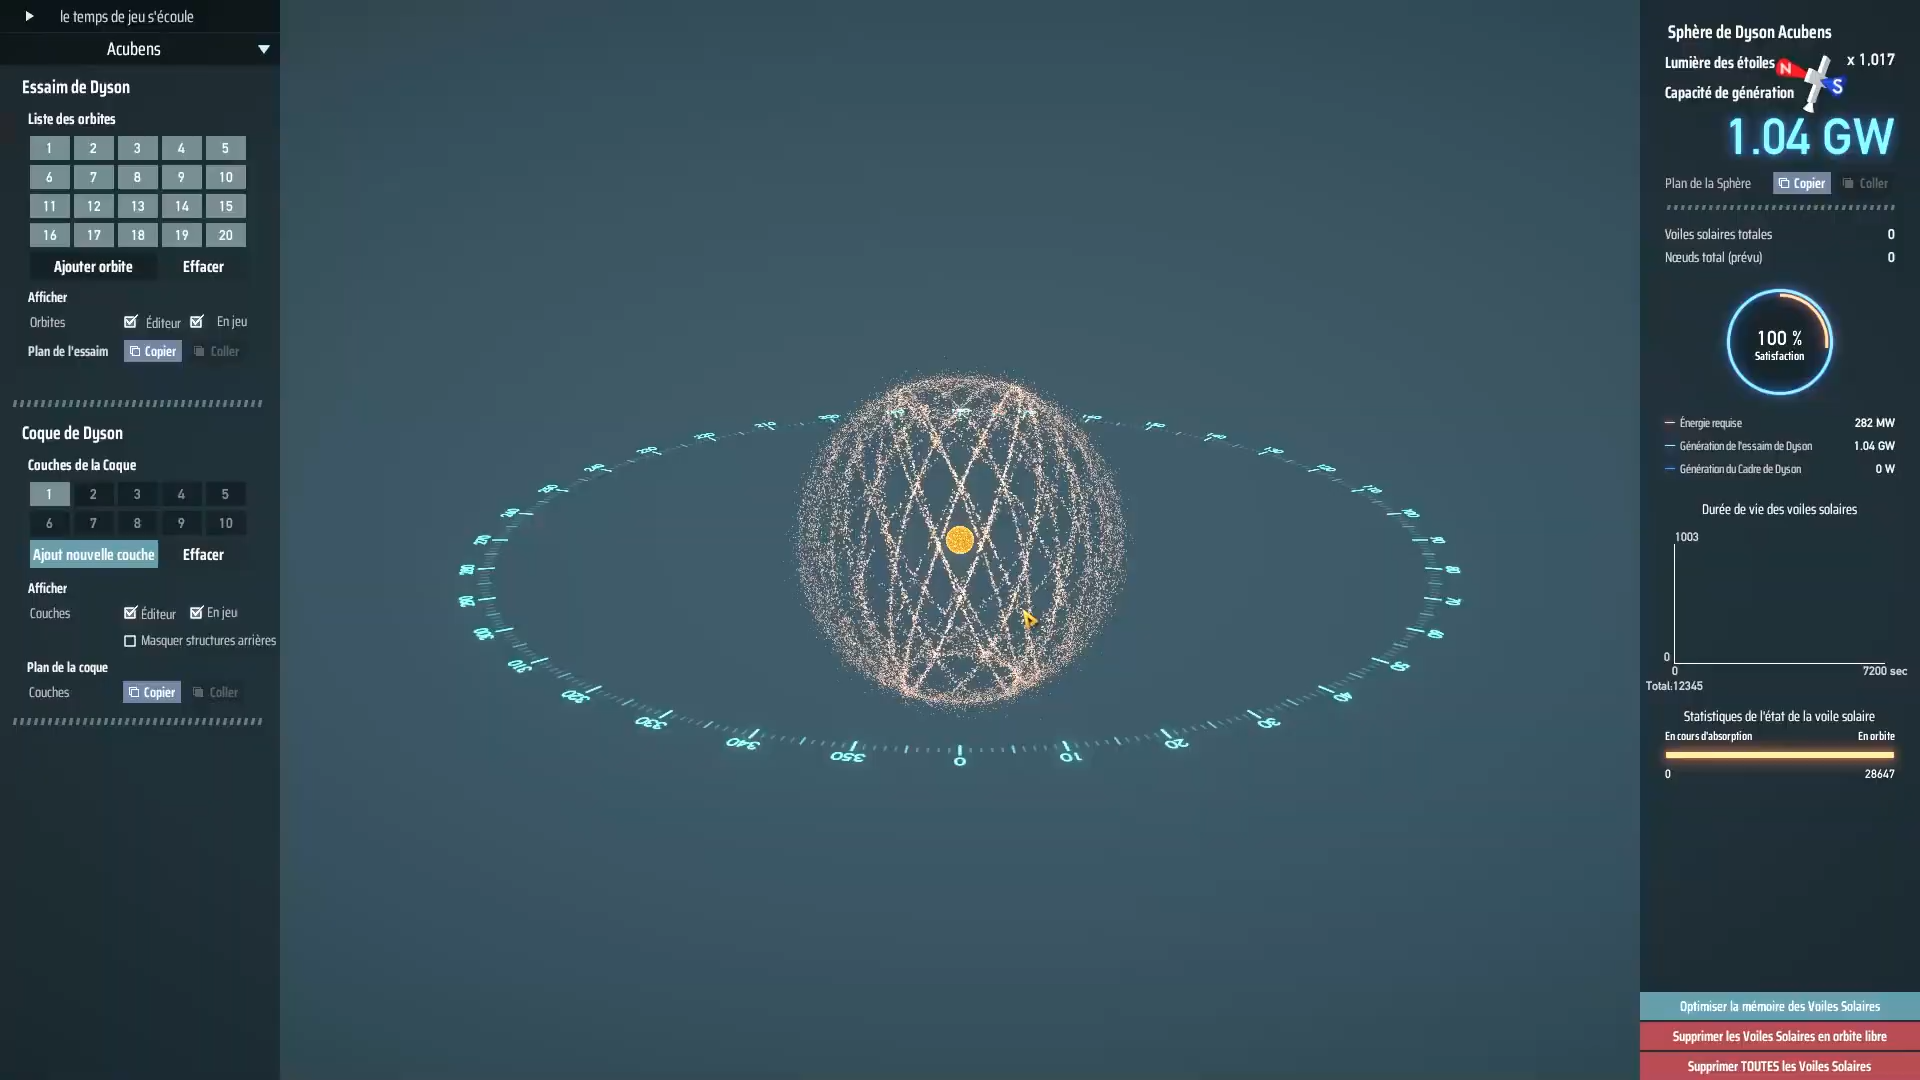 le temps de jeu s'écoule
Acubens
Essaim de Dyson
Liste des orbites
1 2 3 4 5
6 7 8 9 10
11 12 13 14 15
16 17 18 19 20
Ajouter orbite Effacer
Afficher
Orbites Éditeur En jeu
Plan de l'essaim Copier Coller
Coque de Dyson
Couches de la Coque
1 2 3 4 5
6 7 8 9 10
Ajout nouvelle couche Effacer
Afficher
Couches Éditeur En jeu
Masquer structures arrières
Plan de la coque
Couches Copier Coller
310
320
330
340
350
0
10
20
30
Sphère de Dyson Acubens
Lumière des étoiles x 1,017
N
S
Capacité de génération
1.04 GW
Plan de la Sphère Copier Coller
Voiles solaires totales 0
Nœuds total (prévu) 0
100 %
Satisfaction
Énergie requise 282 MW
Génération de l'essaim de Dyson 1.04 GW
Génération du Cadre de Dyson 0 W
Durée de vie des voiles solaires
1003
0
0 7200 sec
Total:12345
Statistiques de l'état de la voile solaire
En cours d'absorption En orbite
0 28647
Optimiser la mémoire des Voiles Solaires
Supprimer les Voiles Solaires en orbite libre
Supprimer TOUTES les Voiles Solaires